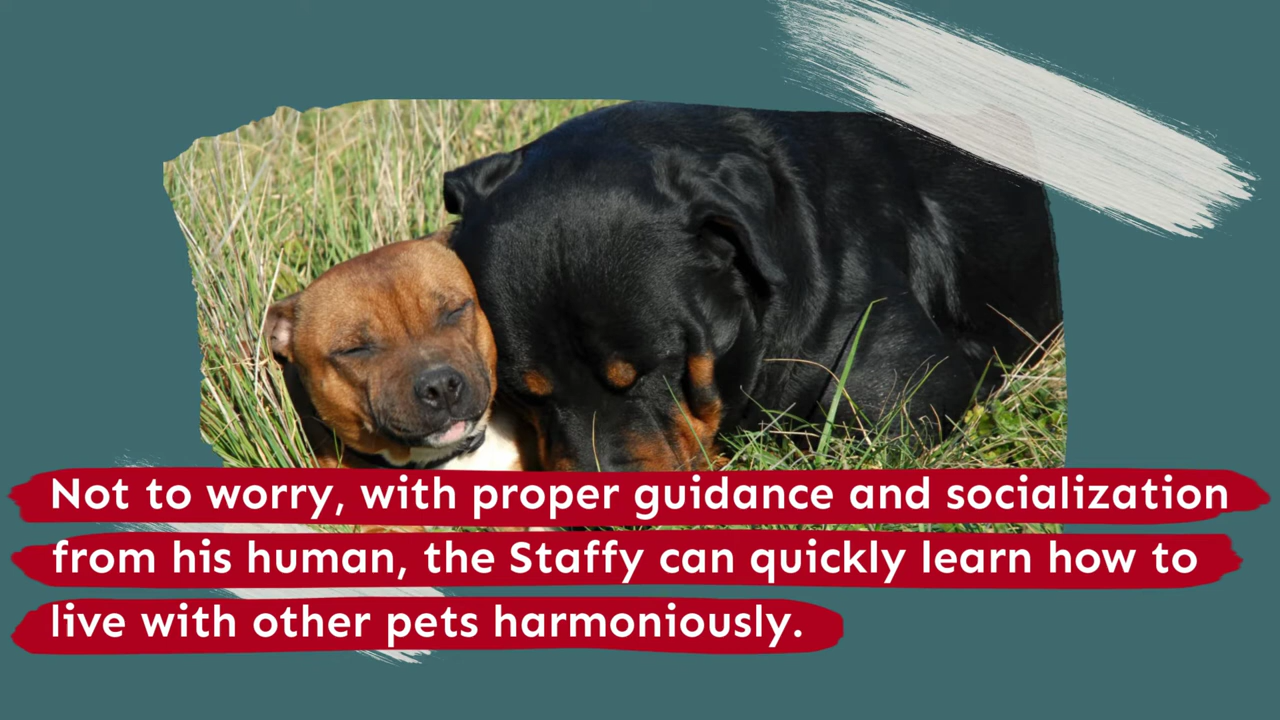 Not to worry, with proper guidance and socialization
from his human, the Staffy can quickly learn how to
live with other pets harmoniously.